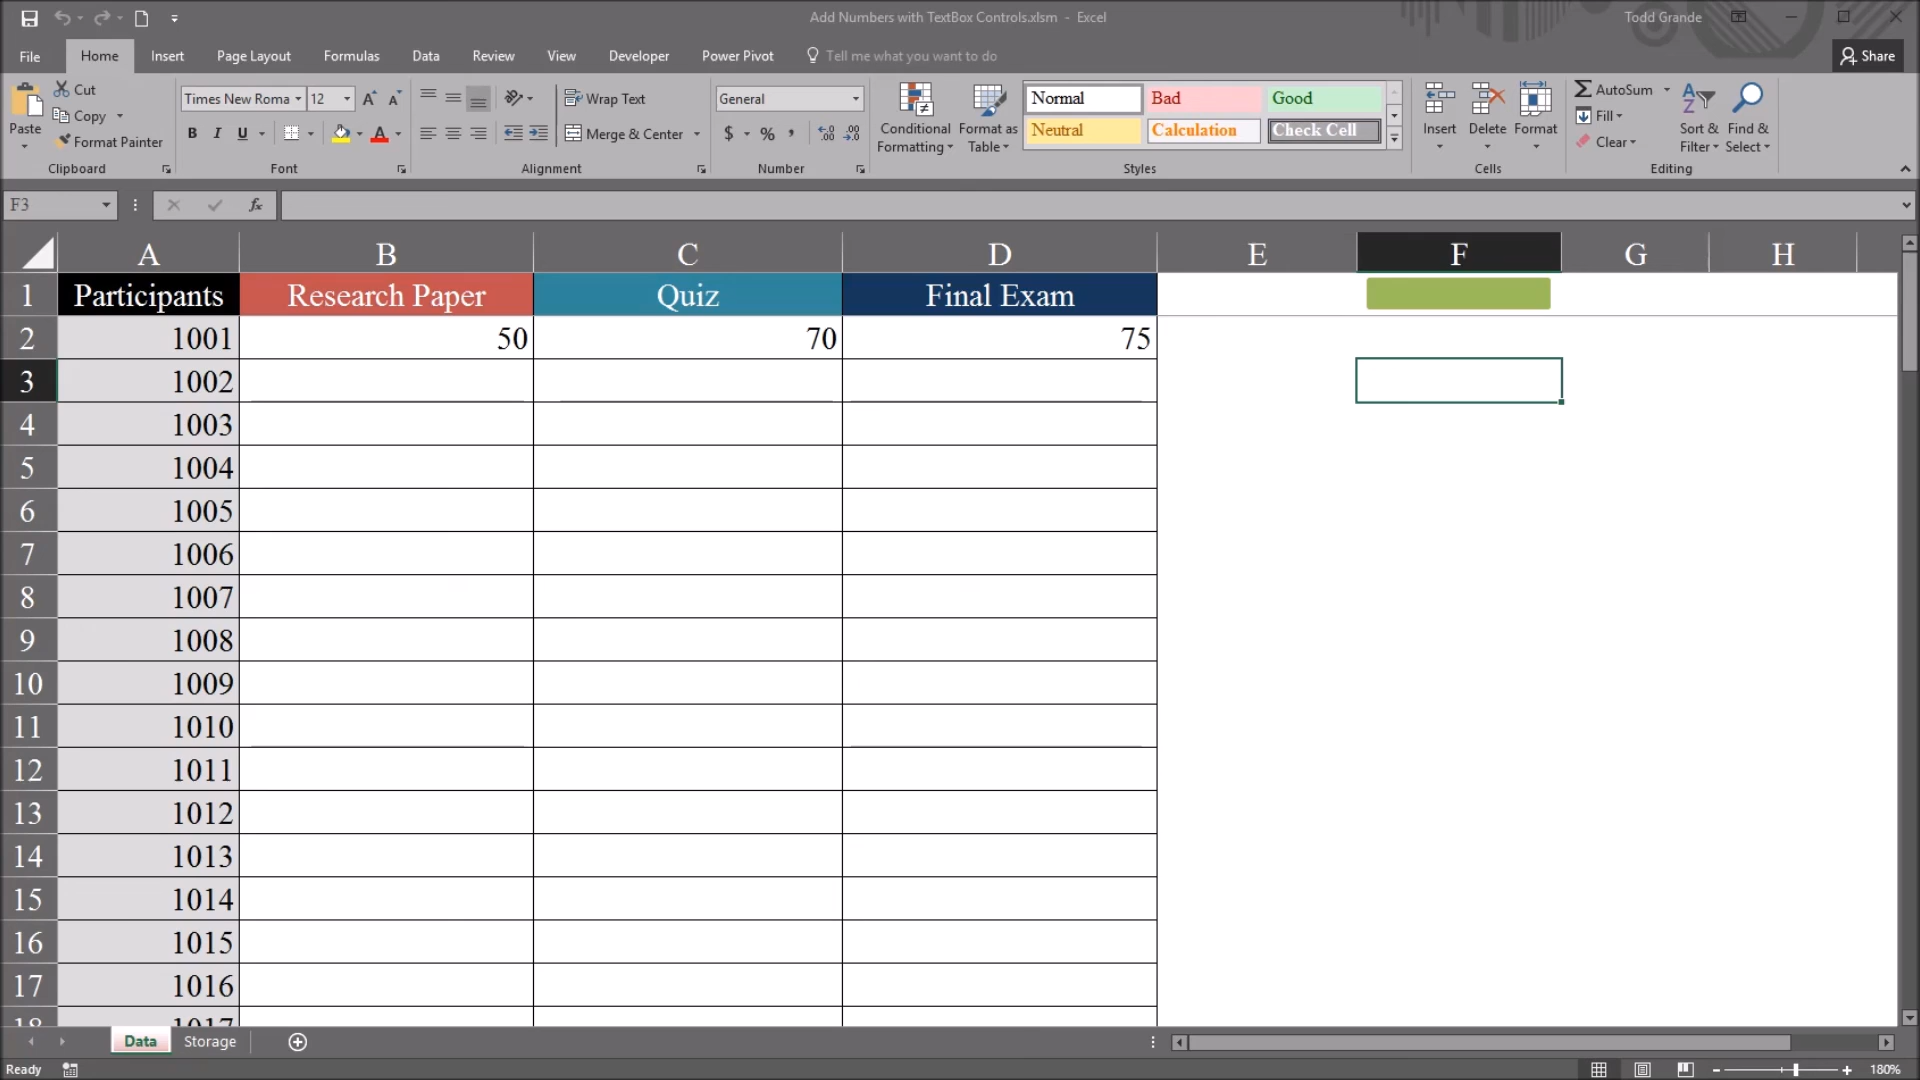 Add Numbers with TextBox Controls.xlsm - Excel
Todd Grande
File Home Insert Page Layout Formulas Data Review View Developer Power Pivot Tell me what you want to do
Share
Paste
Cut
Copy
Format Painter
Clipboard
Times New Roma 12
B I U
Font
Wrap Text
Merge & Center
Alignment
General
$ % ,
Number
Conditional Formatting
Format as Table
Normal Bad Good
Neutral Calculation Check Cell
Styles
Insert Delete Format
Cells
AutoSum
Fill
Clear
Sort & Filter
Find & Select
Editing
F3
fx
A B C D E F G H
1 Participants Research Paper Quiz Final Exam
2 1001 50 70 75
3 1002
4 1003
5 1004
6 1005
7 1006
8 1007
9 1008
10 1009
11 1010
12 1011
13 1012
14 1013
15 1014
16 1015
17 1016
18 1017
Data Storage
Ready
180%